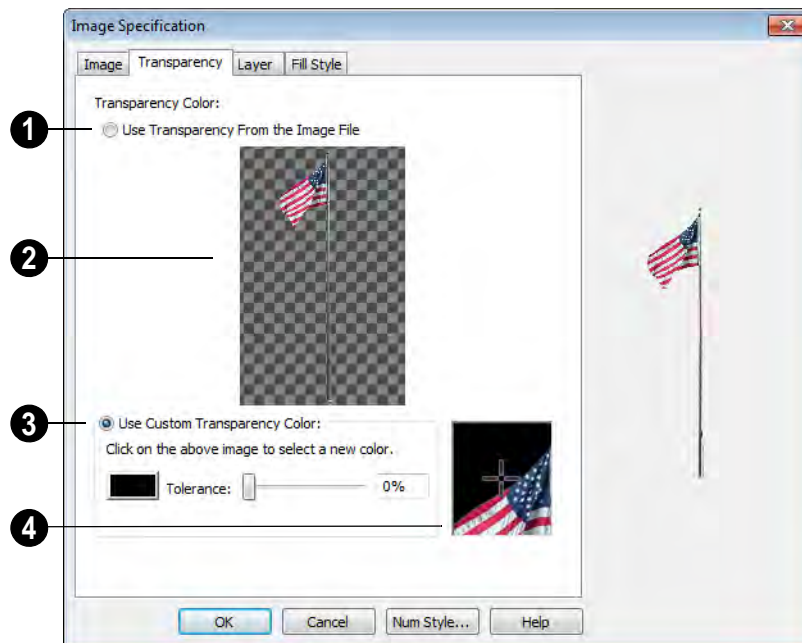 Image Specification
Image Transparency Layer Fill Style
Transparency Color:
1 Use Transparency From the Image File
2
3 Use Custom Transparency Color:
Click on the above image to select a new color.
Tolerance: 0%
4
OK Cancel Num Style... Help